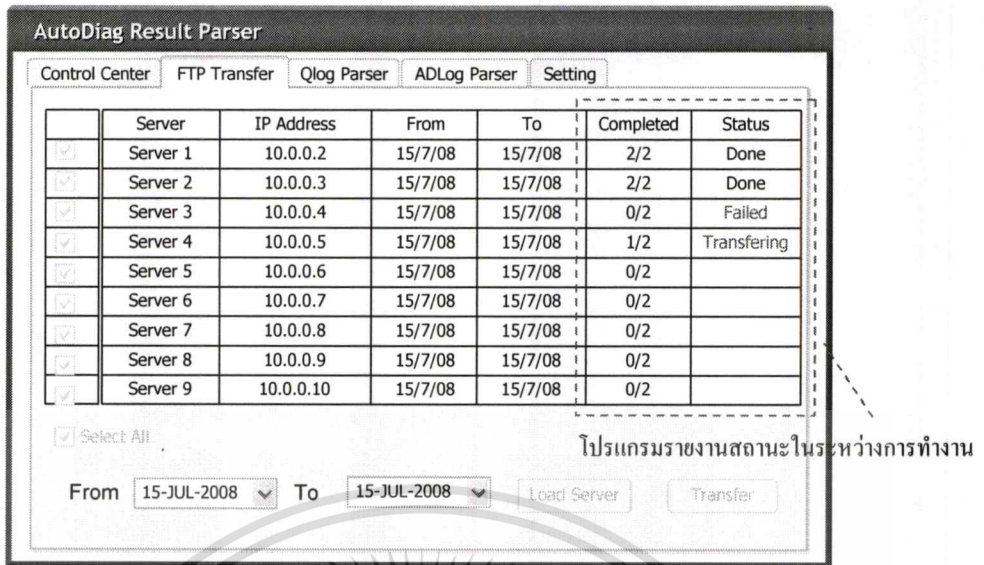 AutoDiag Result Parser
Control Center FTP Transfer Qlog Parser ADLog Parser Setting
Server IP Address From To Completed Status
Server 1 10.0.0.2 15/7/08 15/7/08 2/2 Done
Server 2 10.0.0.3 15/7/08 15/7/08 2/2 Done
Server 3 10.0.0.4 15/7/08 15/7/08 0/2 Failed
Server 4 10.0.0.5 15/7/08 15/7/08 1/2 Transfering
Server 5 10.0.0.6 15/7/08 15/7/08 0/2
Server 6 10.0.0.7 15/7/08 15/7/08 0/2
Server 7 10.0.0.8 15/7/08 15/7/08 0/2
Server 8 10.0.0.9 15/7/08 15/7/08 0/2
Server 9 10.0.0.10 15/7/08 15/7/08 0/2
Select All
โปรแกรมรายงานสถานะในระหว่างการทำงาน
From 15-JUL-2008 To 15-JUL-2008 Load Server Transfer